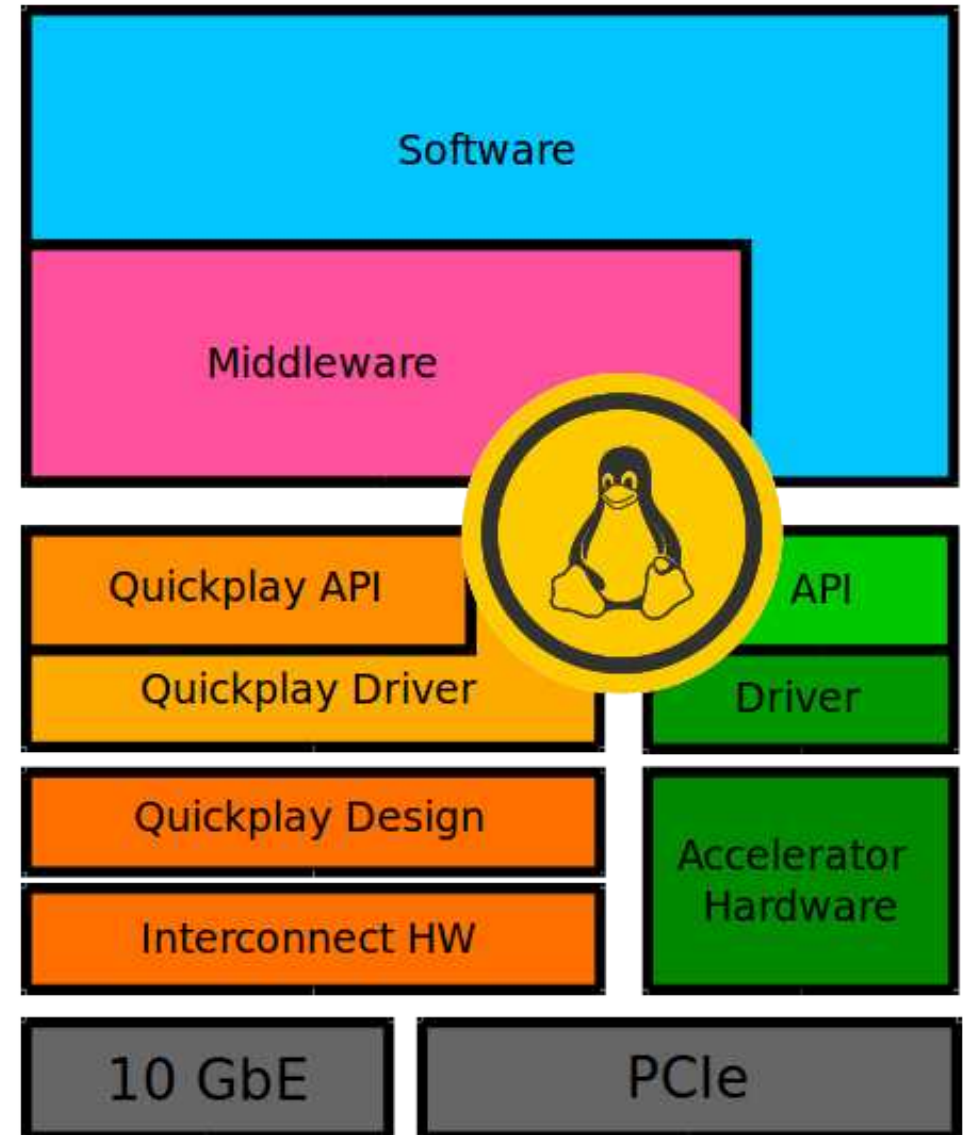 Software
Middleware
Quickplay API
API
Quickplay Driver
Driver
Quickplay Design
Accelerator
Hardware
Interconnect HW
10 GbE
PCIe